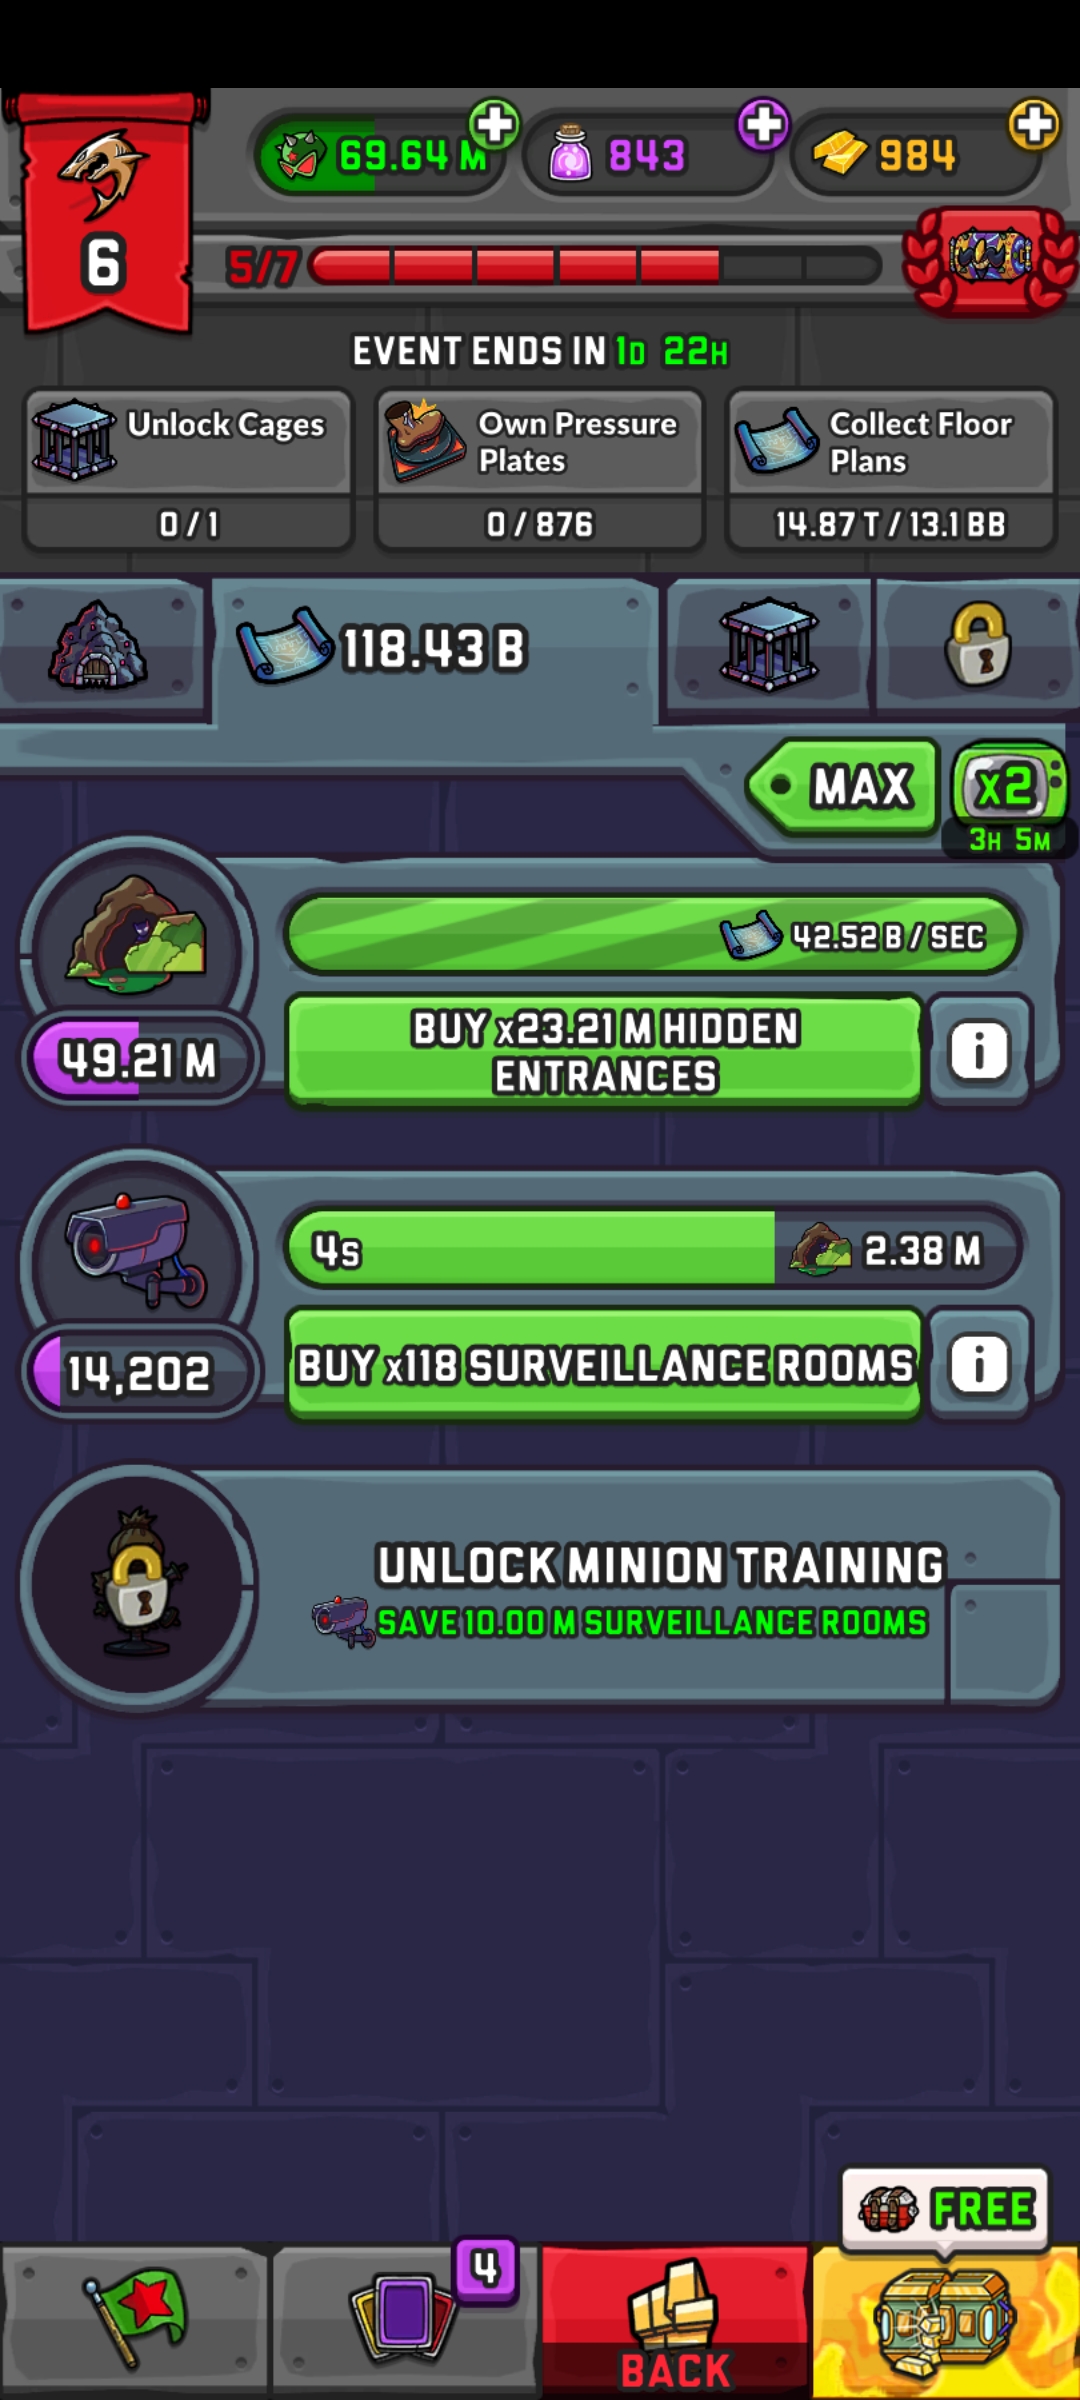 69.64 M
843
984
6
5/7
EVENT ENDS IN 1D 22H
Unlock Cages
0 / 1
Own Pressure
Plates
0 / 876
Collect Floor
Plans
14.87 T / 13.1 BB
118.43 B
MAX
x2
3H 5M
42.52 B / SEC
49.21 M
BUY x23.21 M HIDDEN
ENTRANCES
i
4s
2.38 M
14,202
BUY x118 SURVEILLANCE ROOMS
i
UNLOCK MINION TRAINING
SAVE 10.00 M SURVEILLANCE ROOMS
FREE
4
BACK